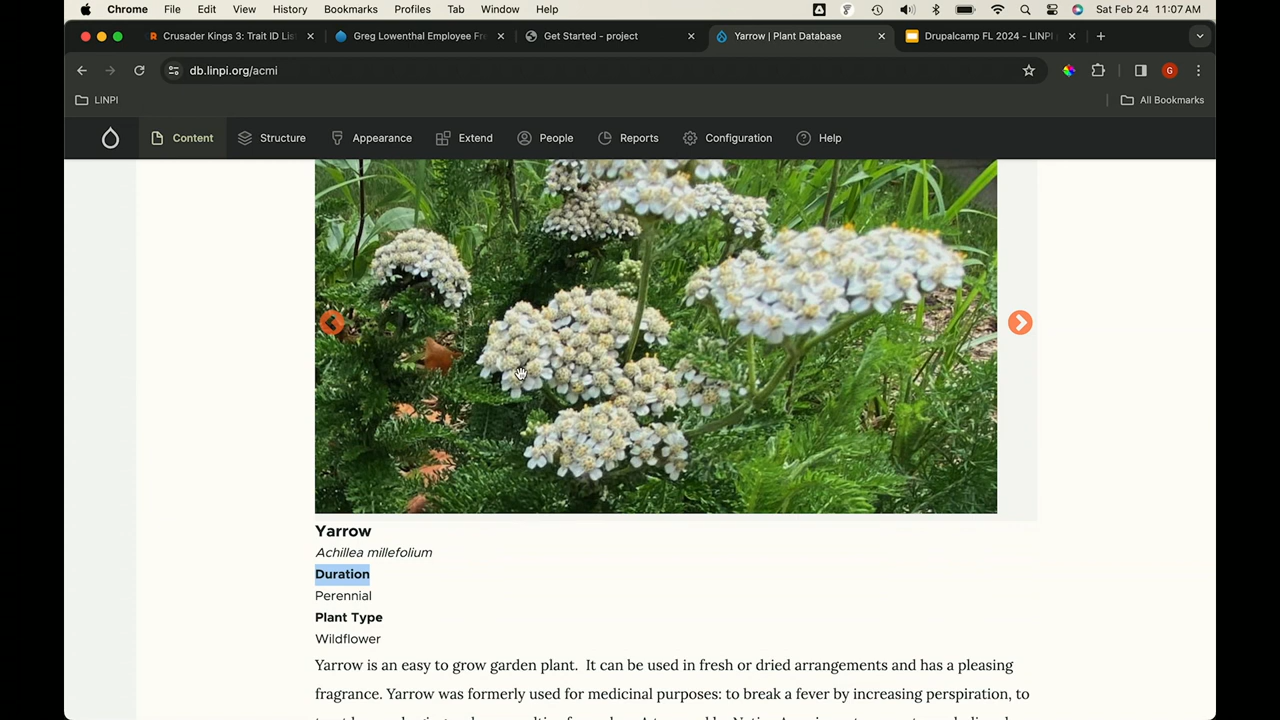 Chrome File Edit View History Bookmarks Profiles Tab Window Help Sat Feb 24 11:07 AM
Crusader Kings 3: Trait ID Lis Greg Lowenthal Employee Fr Get Started - project Yarrow | Plant Database Drupalcamp FL 2024 - LINPI
db.linpi.org/acmi G
LINPI All Bookmarks
Content Structure Appearance Extend People Reports Configuration Help
Yarrow
Achillea millefolium
Duration
Perennial
Plant Type
Wildflower
Yarrow is an easy to grow garden plant. It can be used in fresh or dried arrangements and has a pleasing
fragrance. Yarrow was formerly used for medicinal purposes: to break a fever by increasing perspiration, to